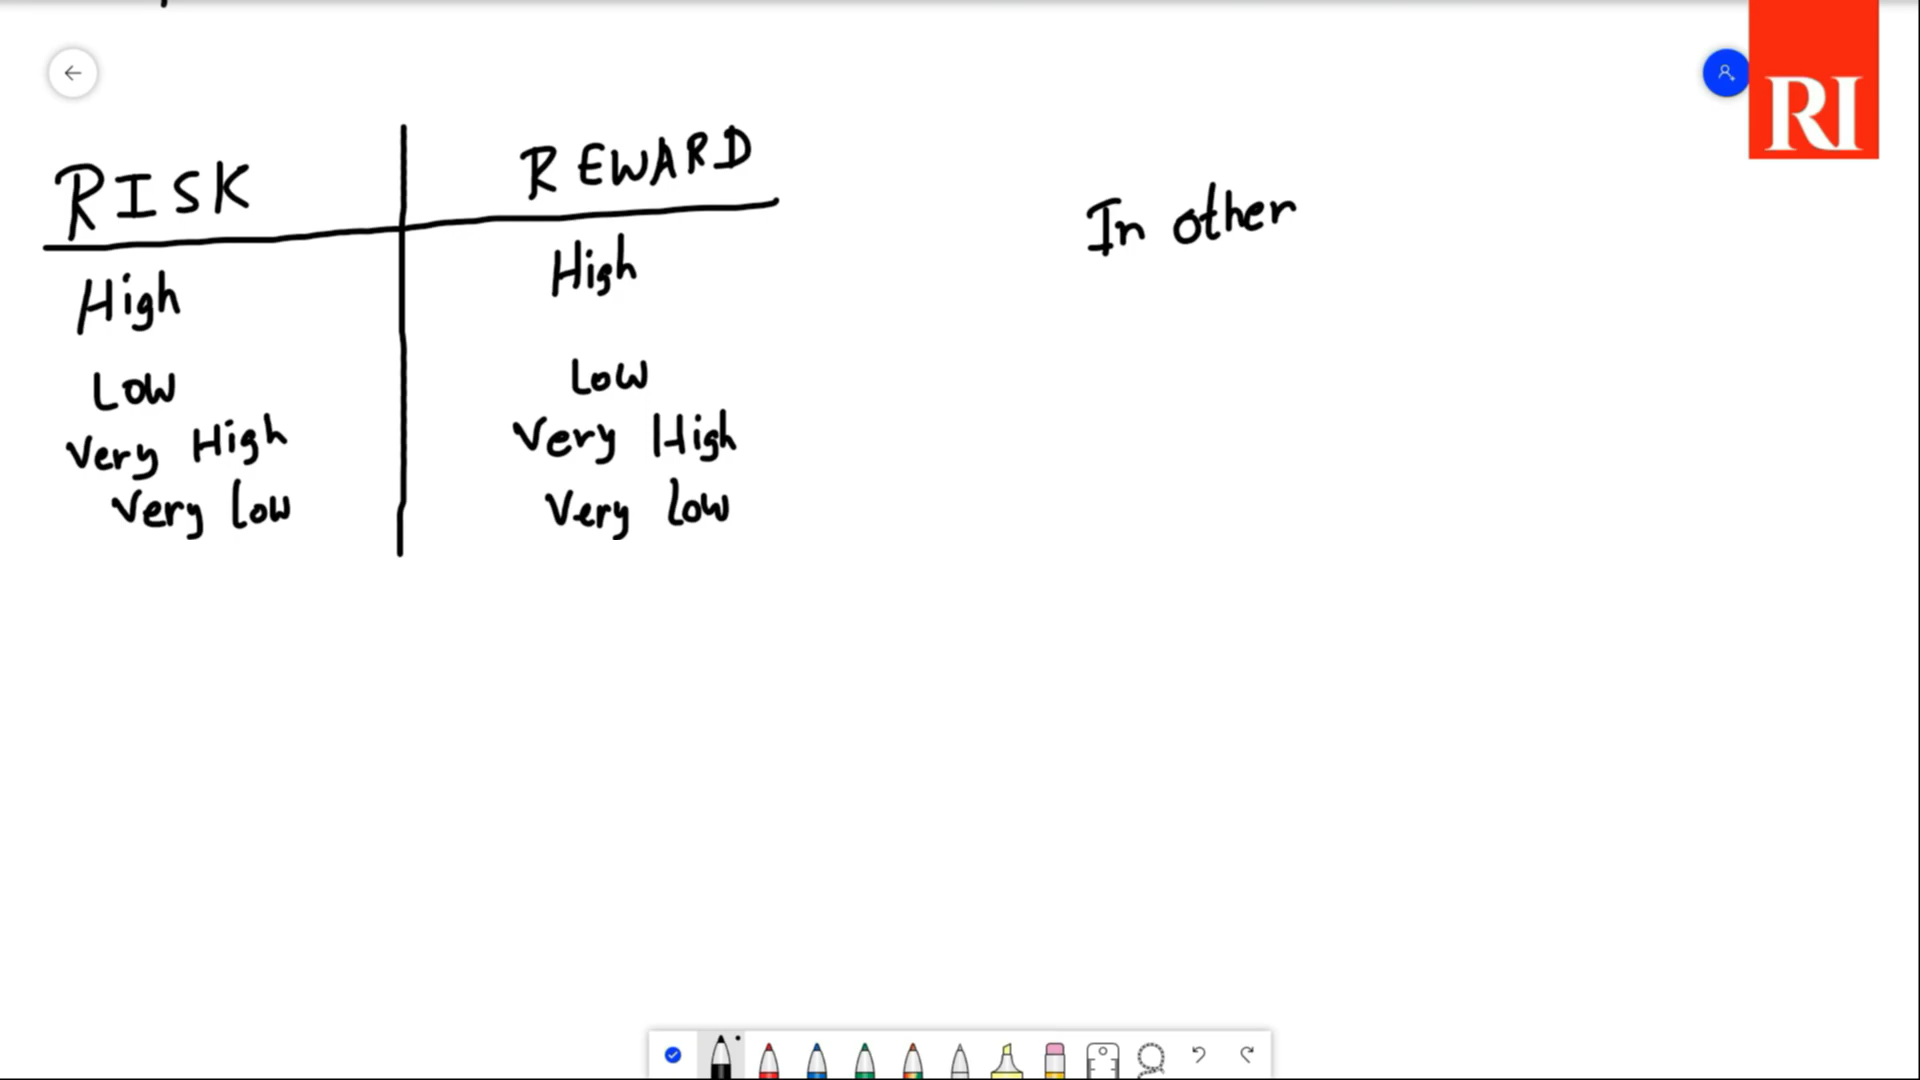 RISK REWARD
High High
Low Low
Very High Very High
Very Low Very Low
In other
RI